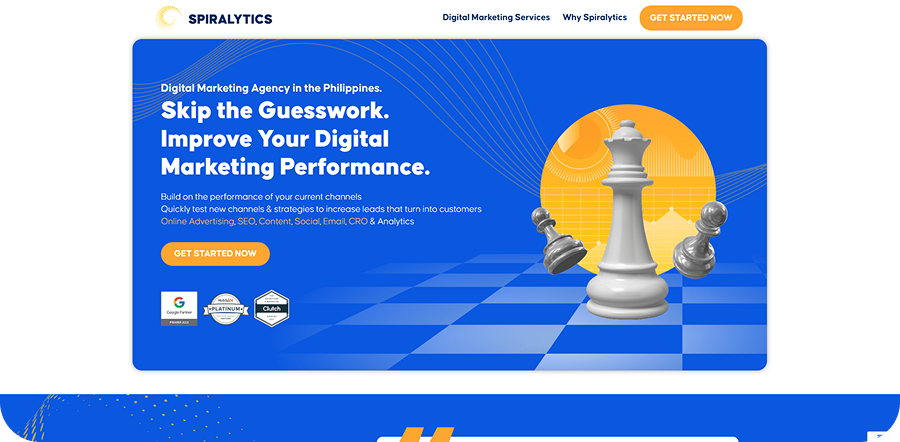 SPIRALYTICS
Digital Marketing Services
Why Spiralytics
GET STARTED NOW
Digital Marketing Agency in the Philippines.
Skip the Guesswork.
Improve Your Digital
Marketing Performance.
Build on the performance of your current channels
Quickly test new channels & strategies to increase leads that turn into customers
Online Advertising, SEO, Content, Social, Email, CRO & Analytics
GET STARTED NOW
Google Partner
HubSpot
PLATINUM
Clutch